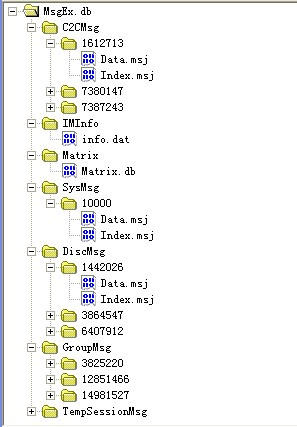 MsgEx.db
C2CMsg
1612713
Data.msj
Index.msj
7380147
7387243
IMInfo
info.dat
Matrix
Matrix.db
SysMsg
10000
Data.msj
Index.msj
DiscMsg
1442026
Data.msj
Index.msj
3864547
6407912
GroupMsg
3825220
12851466
14981527
TempSessionMsg